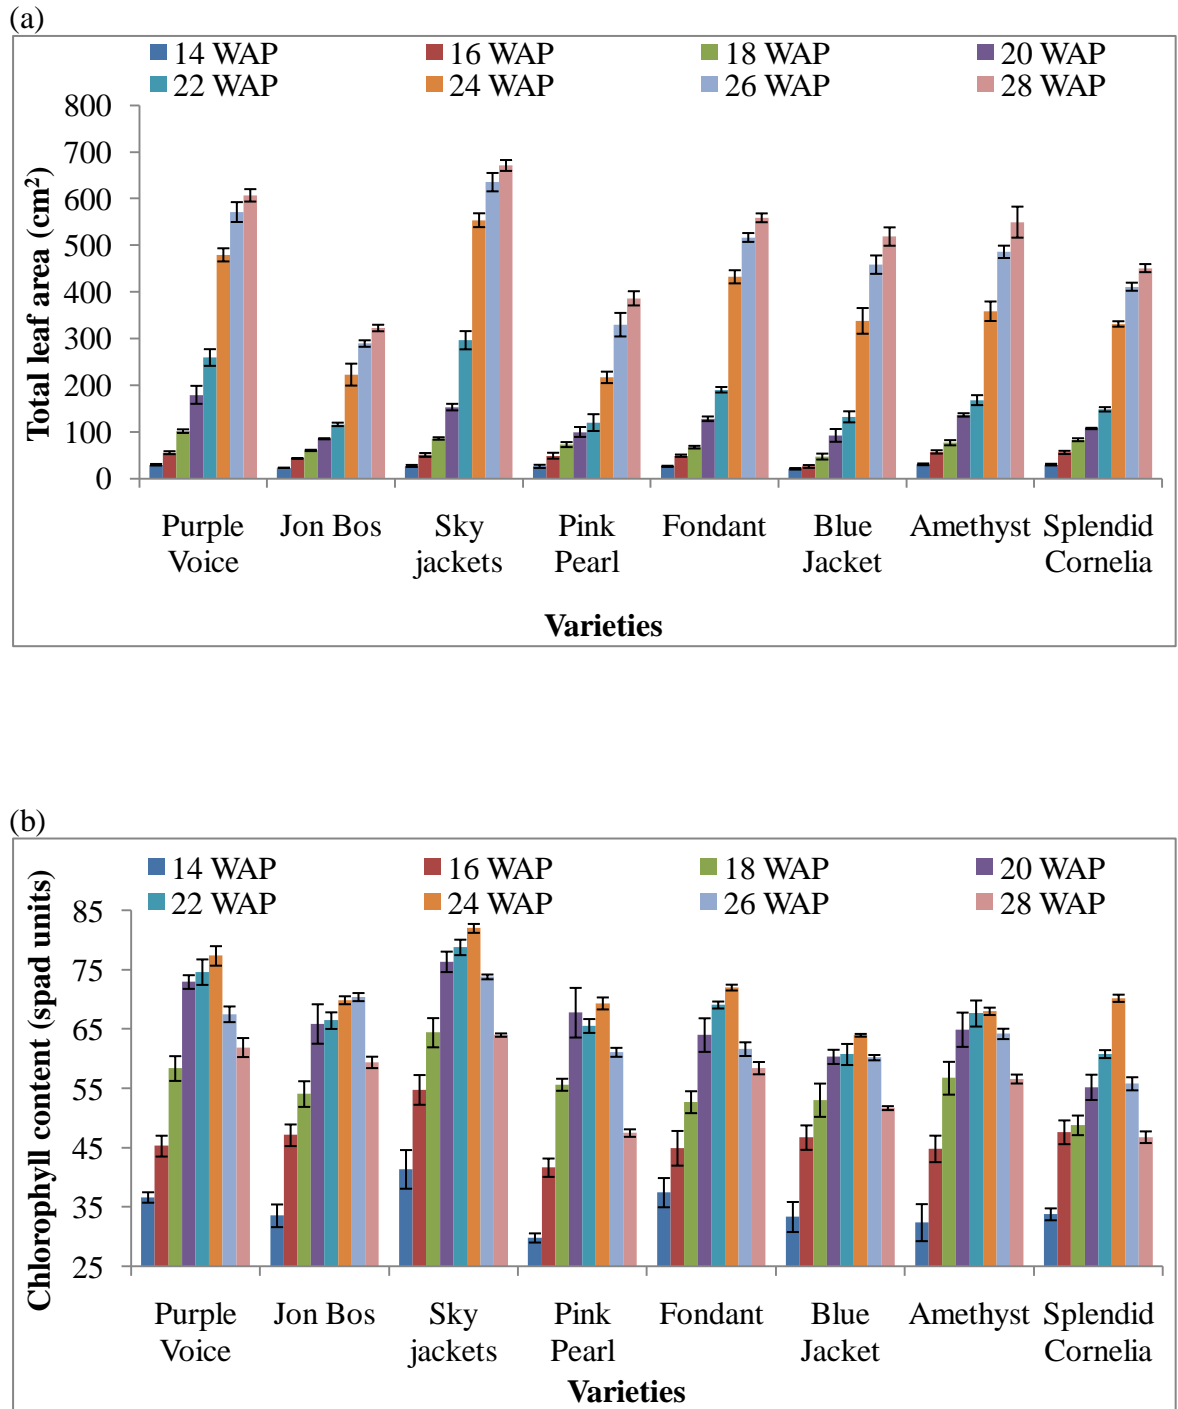 (a)
14 WAP 16 WAP 18 WAP 20 WAP
22 WAP 24 WAP 26 WAP 28 WAP
Total leaf area (cm²)
800
700
600
500
400
300
200
100
0
Purple Voice
Jon Bos
Sky jackets
Pink Pearl
Fondant
Blue Jacket
Amethyst
Splendid Cornelia
Varieties
(b)
14 WAP 16 WAP 18 WAP 20 WAP
22 WAP 24 WAP 26 WAP 28 WAP
Chlorophyll content (spad units)
85
75
65
55
45
35
25
Purple Voice
Jon Bos
Sky jackets
Pink Pearl
Fondant
Blue Jacket
Amethyst
Splendid Cornelia
Varieties